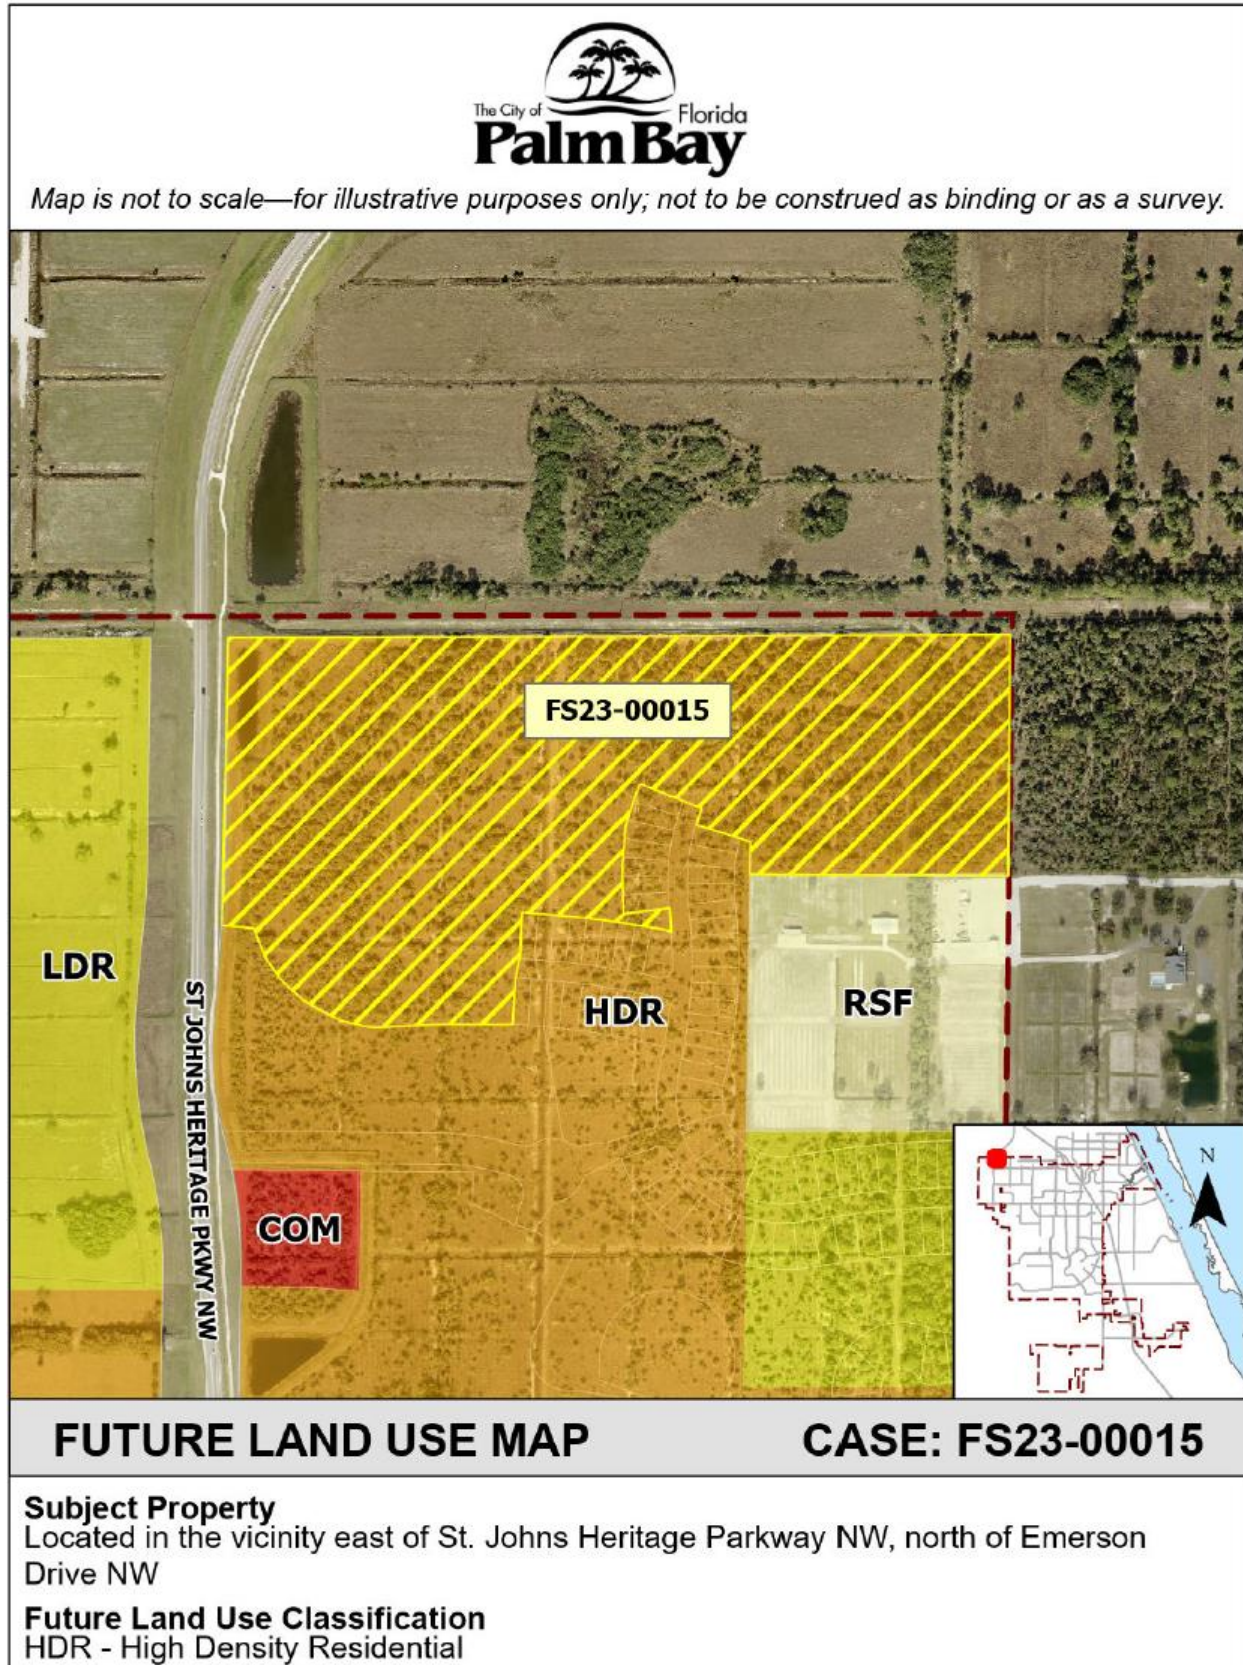 The City of Florida
Palm Bay
Map is not to scale—for illustrative purposes only; not to be construed as binding or as a survey.
FS23-00015
LDR
HDR
RSF
ST JOHNS HERITAGE PKWY NW
COM
N
FUTURE LAND USE MAP CASE: FS23-00015
Subject Property
Located in the vicinity east of St. Johns Heritage Parkway NW, north of Emerson
Drive NW
Future Land Use Classification
HDR - High Density Residential